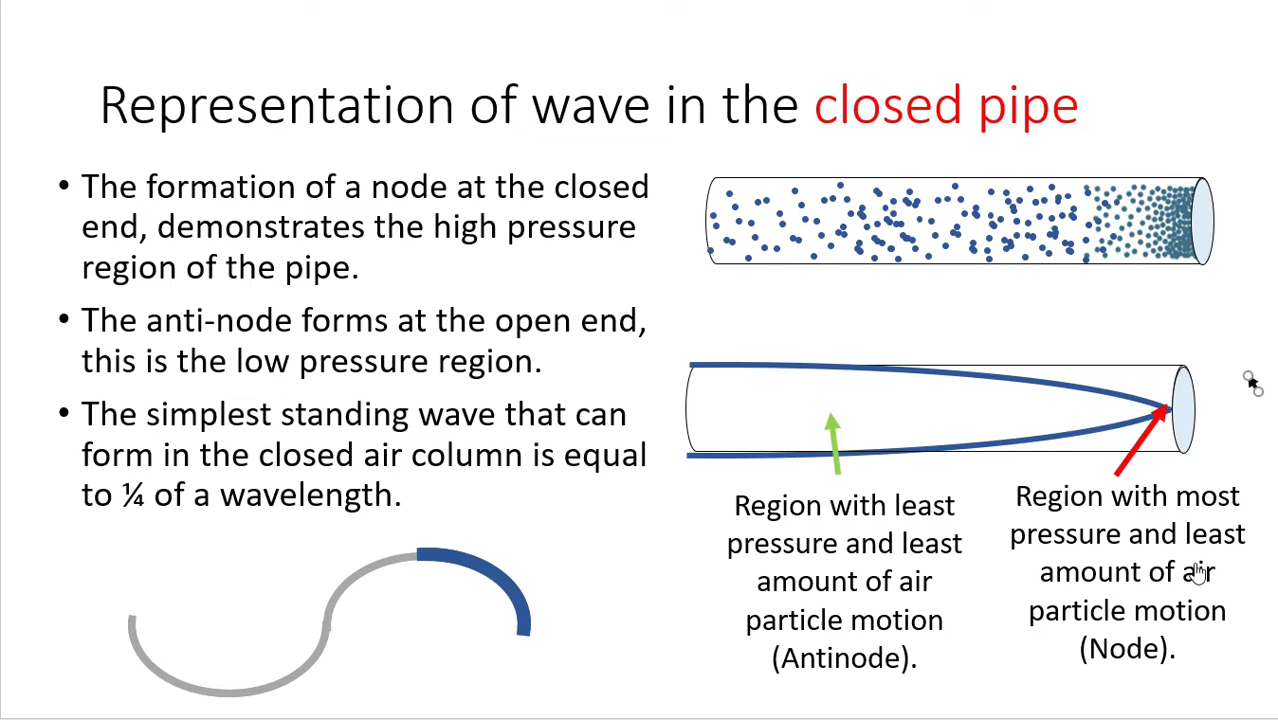 Representation of wave in the closed pipe
• The formation of a node at the closed
end, demonstrates the high pressure
region of the pipe.
• The anti-node forms at the open end,
this is the low pressure region.
• The simplest standing wave that can
form in the closed air column is equal
to ¼ of a wavelength.
Region with least
pressure and least
amount of air
particle motion
(Antinode).
Region with most
pressure and least
amount of air
particle motion
(Node).